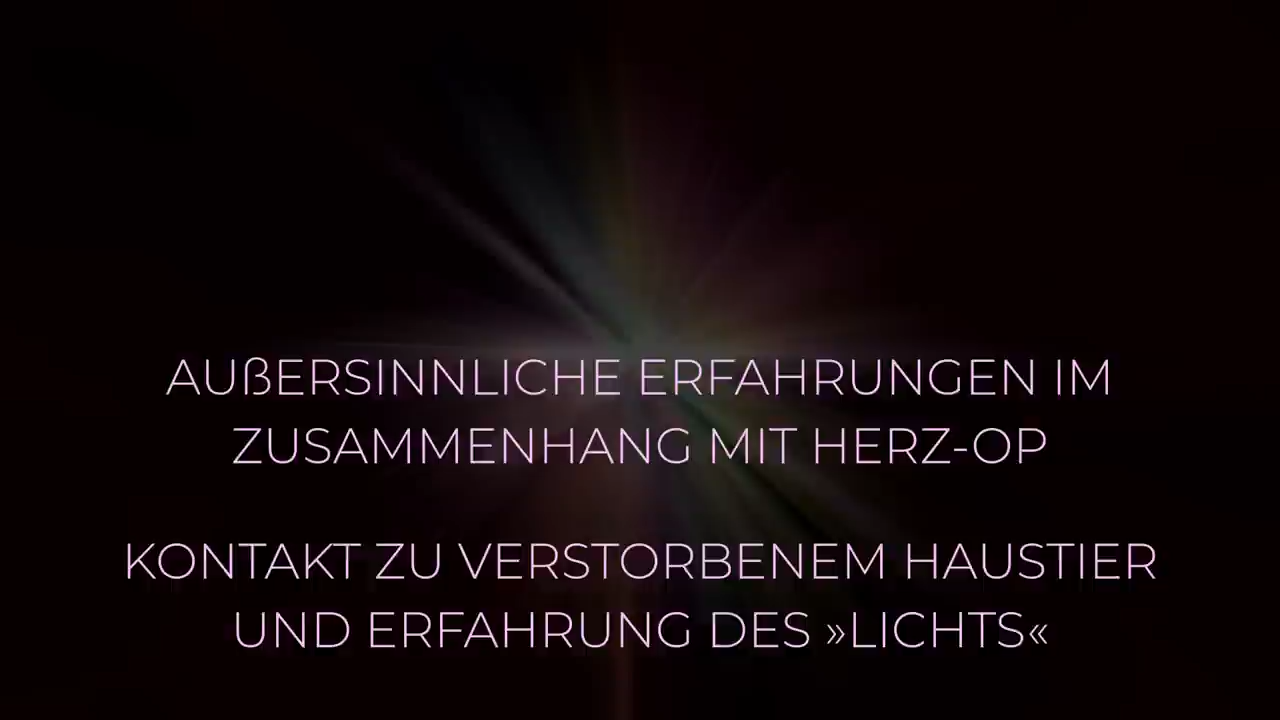 AUßERSINNLICHE ERFAHRUNGEN IM
ZUSAMMENHANG MIT HERZ-OP
KONTAKT ZU VERSTORBENEM HAUSTIER
UND ERFAHRUNG DES »LICHTS«